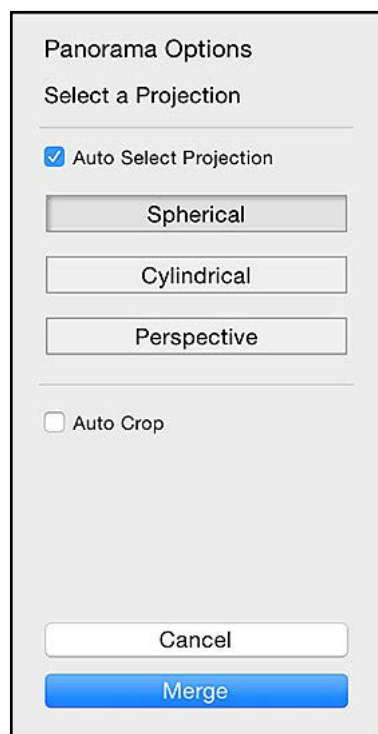 Panorama Options
Select a Projection
Auto Select Projection
Spherical
Cylindrical
Perspective
Auto Crop
Cancel
Merge